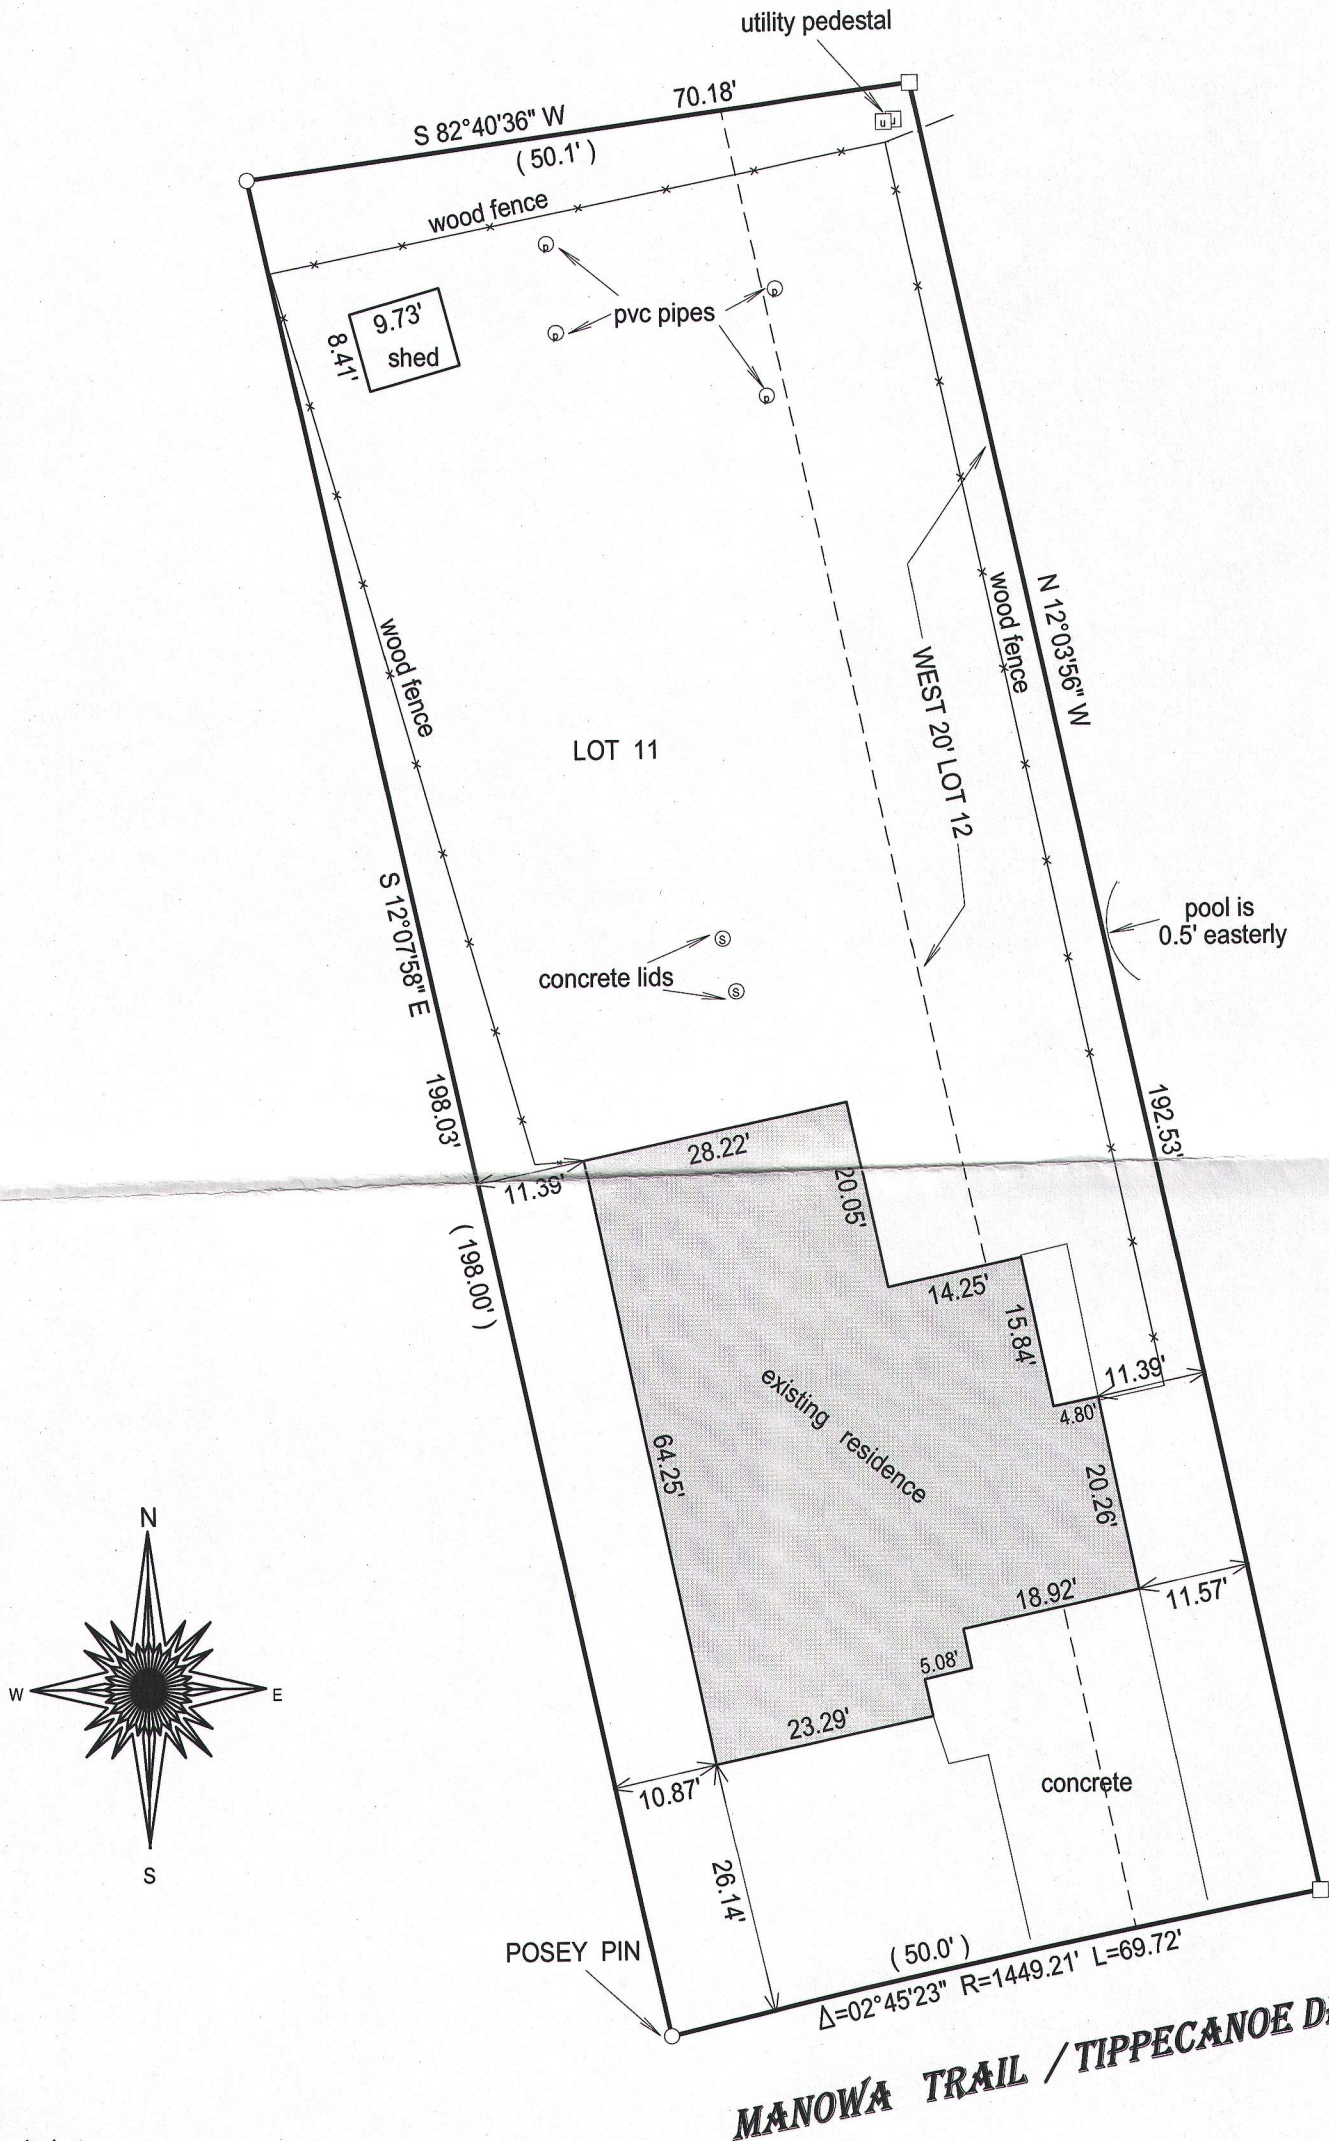 utility pedestal
70.18'
S 82°40'36" W
( 50.1' )
u
wood fence
p
p
p
p
pvc pipes
9.73'
8.41'
shed
wood fence
wood fence
N 12°03'56" W
WEST 20' LOT 12
LOT 11
S 12°07'58" E
pool is
0.5' easterly
s
s
concrete lids
198.03'
192.53'
28.22'
11.39'
20.05'
( 198.00' )
14.25'
15.84'
11.39'
4.80'
existing residence
64.25'
20.26'
N
W
E
S
18.92'
11.57'
5.08'
23.29'
10.87'
concrete
26.14'
POSEY PIN
( 50.0' )
Δ=02°45'23" R=1449.21' L=69.72'
MANOWA TRAIL / TIPPECANOE